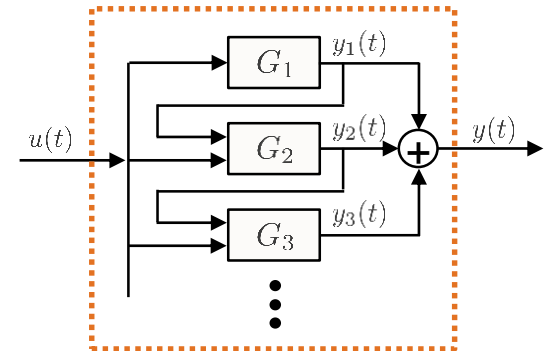 G₁
y₁(t)
u(t)
G₂
y₂(t)
+
y(t)
G₃
y₃(t)